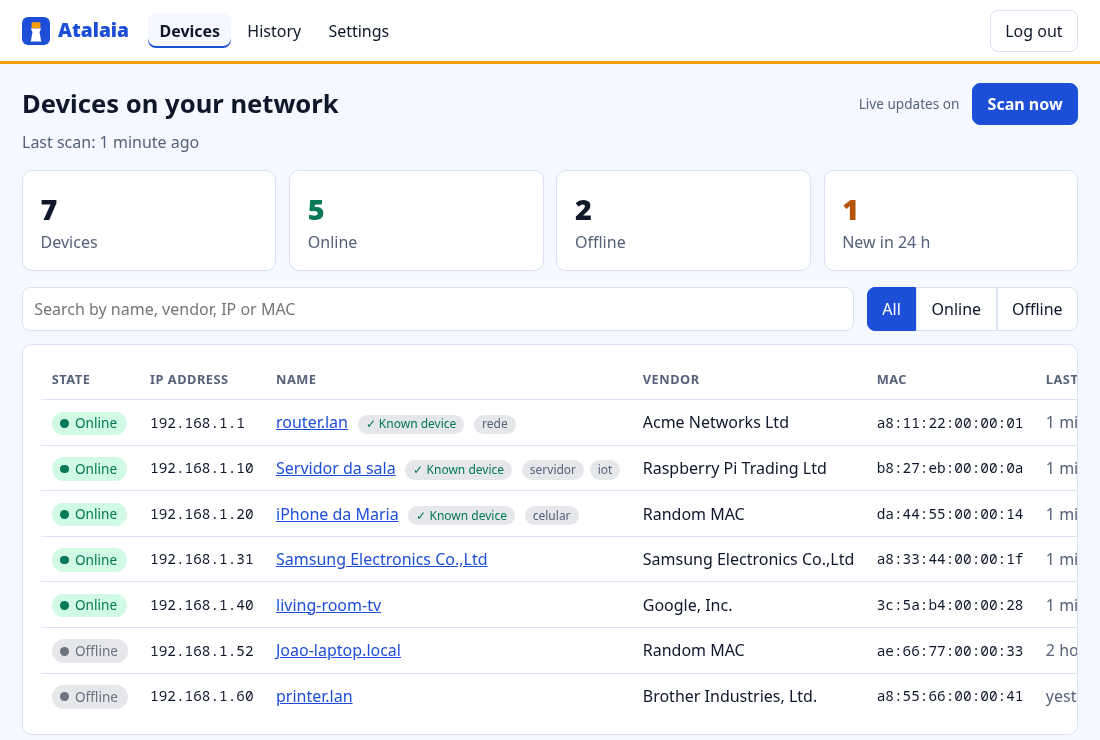 Atalaia Devices History Settings Log out
Devices on your network Live updates on Scan now
Last scan: 1 minute ago
7 5 2 1
Devices Online Offline New in 24 h
Search by name, vendor, IP or MAC All Online Offline
STATE IP ADDRESS NAME VENDOR MAC LAST
Online 192.168.1.1 router.lan ✓ Known device rede Acme Networks Ltd a8:11:22:00:00:01 1 mi
Online 192.168.1.10 Servidor da sala ✓ Known device servidor iot Raspberry Pi Trading Ltd b8:27:eb:00:00:0a 1 mi
Online 192.168.1.20 iPhone da Maria ✓ Known device celular Random MAC da:44:55:00:00:14 1 mi
Online 192.168.1.31 Samsung Electronics Co.,Ltd Samsung Electronics Co.,Ltd a8:33:44:00:00:1f 1 mi
Online 192.168.1.40 living-room-tv Google, Inc. 3c:5a:b4:00:00:28 1 mi
Offline 192.168.1.52 Joao-laptop.local Random MAC ae:66:77:00:00:33 2 ho
Offline 192.168.1.60 printer.lan Brother Industries, Ltd. a8:55:66:00:00:41 yest